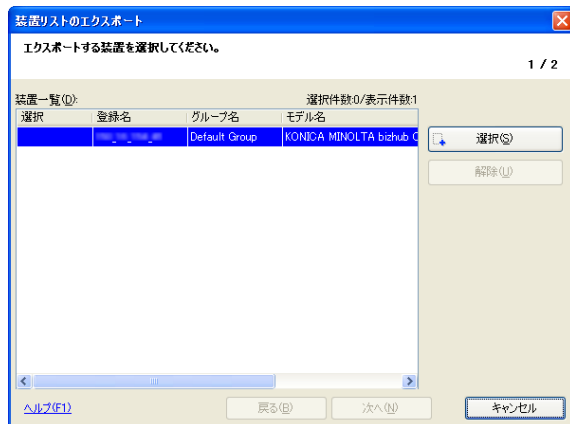 装置リストのエクスポート
エクスポートする装置を選択してください。
1 / 2
装置一覧(D):
選択件数:0/表示件数:1
選択 登録名 グループ名 モデル名
Default Group KONICA MINOLTA bizhub C
選択(S)
解除(U)
ヘルプ(F1)
戻る(B)
次へ(N)
キャンセル